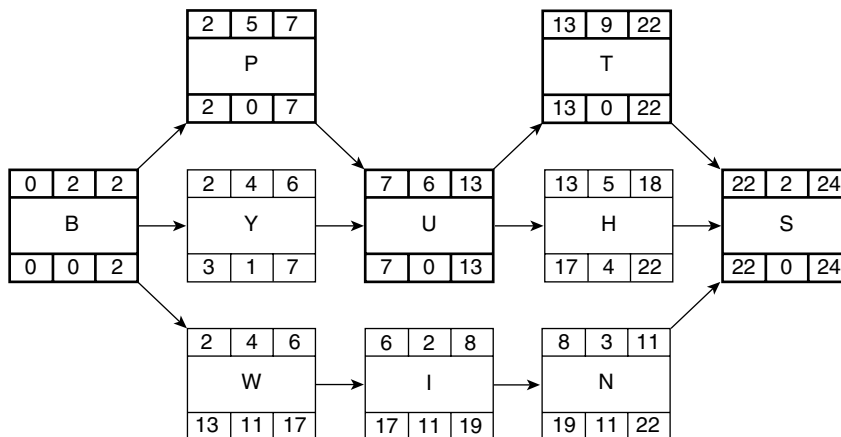 2 5 7
P
2 0 7
13 9 22
T
13 0 22
0 2 2
B
0 0 2
2 4 6
Y
3 1 7
7 6 13
U
7 0 13
13 5 18
H
17 4 22
22 2 24
S
22 0 24
2 4 6
W
13 11 17
6 2 8
I
17 11 19
8 3 11
N
19 11 22